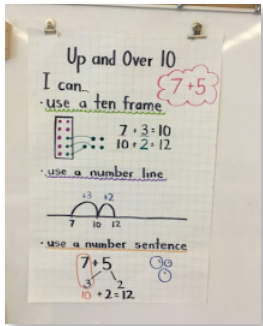 Up and Over 10
I can...
7+5
• use a ten frame
7 + 3 = 10
10 + 2 = 12
• use a number line
+3 +2
7 10 12
• use a number sentence
7+5
3 2
10 + 2 = 12